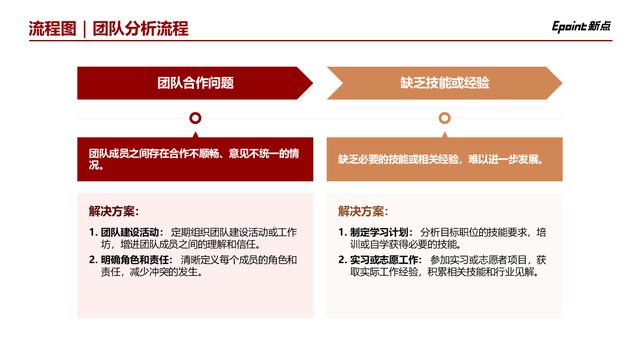 流程图｜团队分析流程
Epoint新点
团队合作问题
缺乏技能或经验
团队成员之间存在合作不顺畅、意见不统一的情
况。
缺乏必要的技能或相关经验，难以进一步发展。
解决方案：
1. 团队建设活动： 定期组织团队建设活动或工作
坊，增进团队成员之间的理解和信任。
2. 明确角色和责任： 清晰定义每个成员的角色和
责任，减少冲突的发生。
解决方案：
1. 制定学习计划： 分析目标职位的技能要求，培
训或自学获得必要的技能。
2. 实习或志愿工作： 参加实习或志愿者项目，获
取实际工作经验，积累相关技能和行业见解。